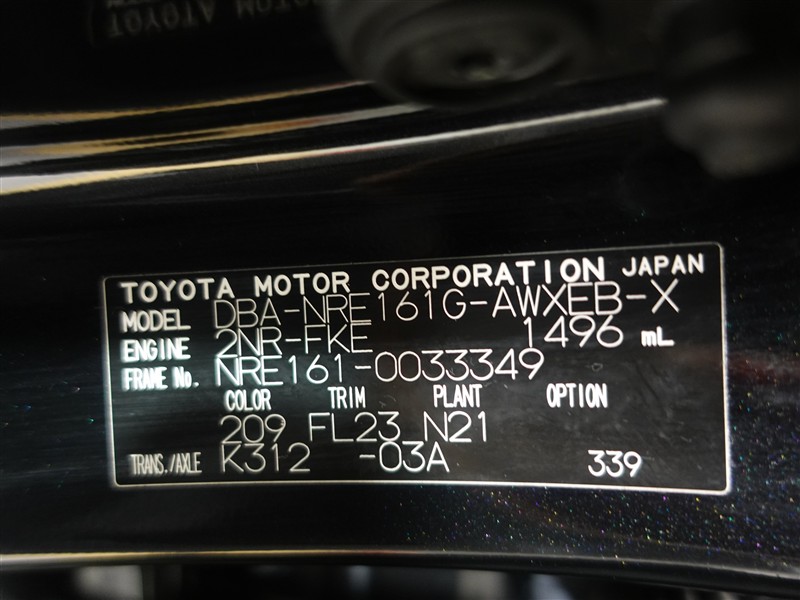 TOYOTA MOTOR CORPORATION JAPAN
MODEL DBA-NRE161G-AWXEB-X
ENGINE 2NR-FKE 1496 mL
FRAME No. NRE161-0033349
COLOR TRIM PLANT OPTION
209 FL23 N21
TRANS./AXLE K312 -03A 339